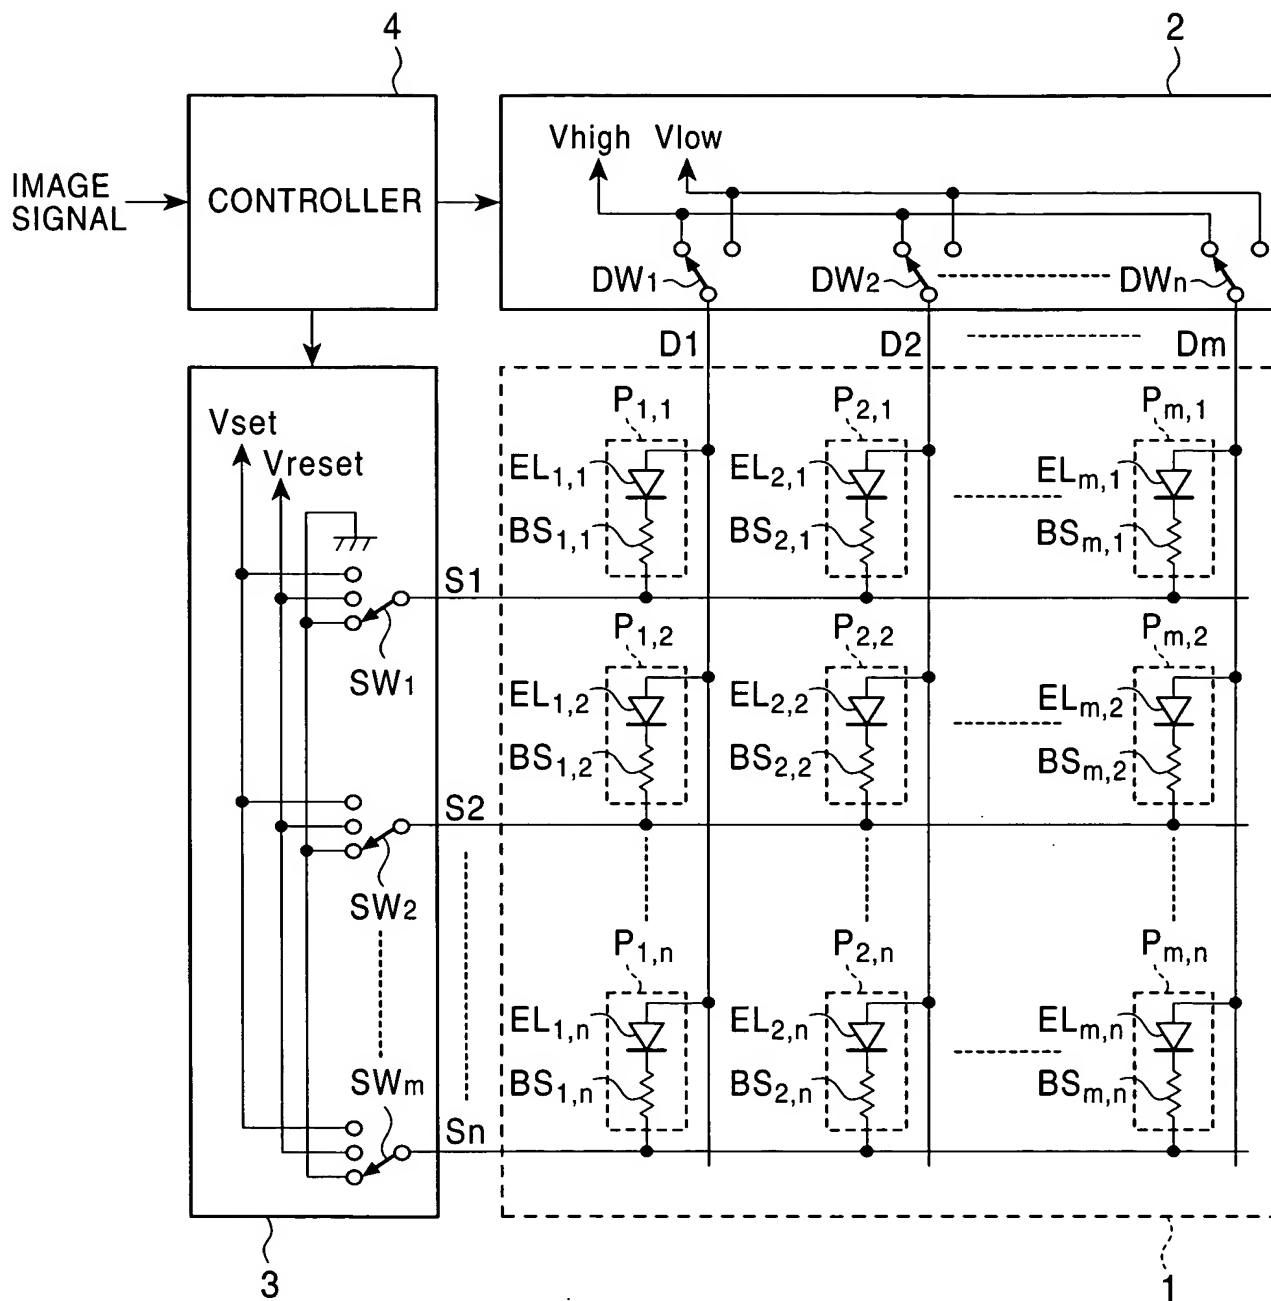 4
2
IMAGE
SIGNAL
CONTROLLER
Vhigh
Vlow
DW1
DW2
DWn
D1
D2
Dm
Vset
Vreset
P1,1
P2,1
Pm,1
EL1,1
EL2,1
ELm,1
BS1,1
BS2,1
BSm,1
S1
SW1
P1,2
P2,2
Pm,2
EL1,2
EL2,2
ELm,2
BS1,2
BS2,2
BSm,2
S2
SW2
P1,n
P2,n
Pm,n
EL1,n
EL2,n
ELm,n
BS1,n
BS2,n
BSm,n
SWm
Sn
3
1